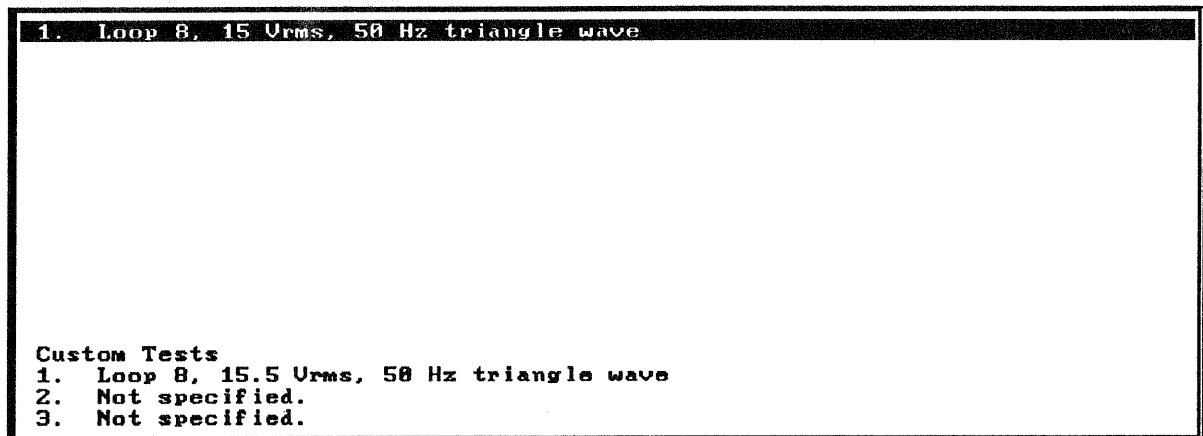 1. Loop 8, 15 Vrms, 50 Hz triangle wave
Custom Tests
1. Loop 8, 15.5 Vrms, 50 Hz triangle wave
2. Not specified.
3. Not specified.